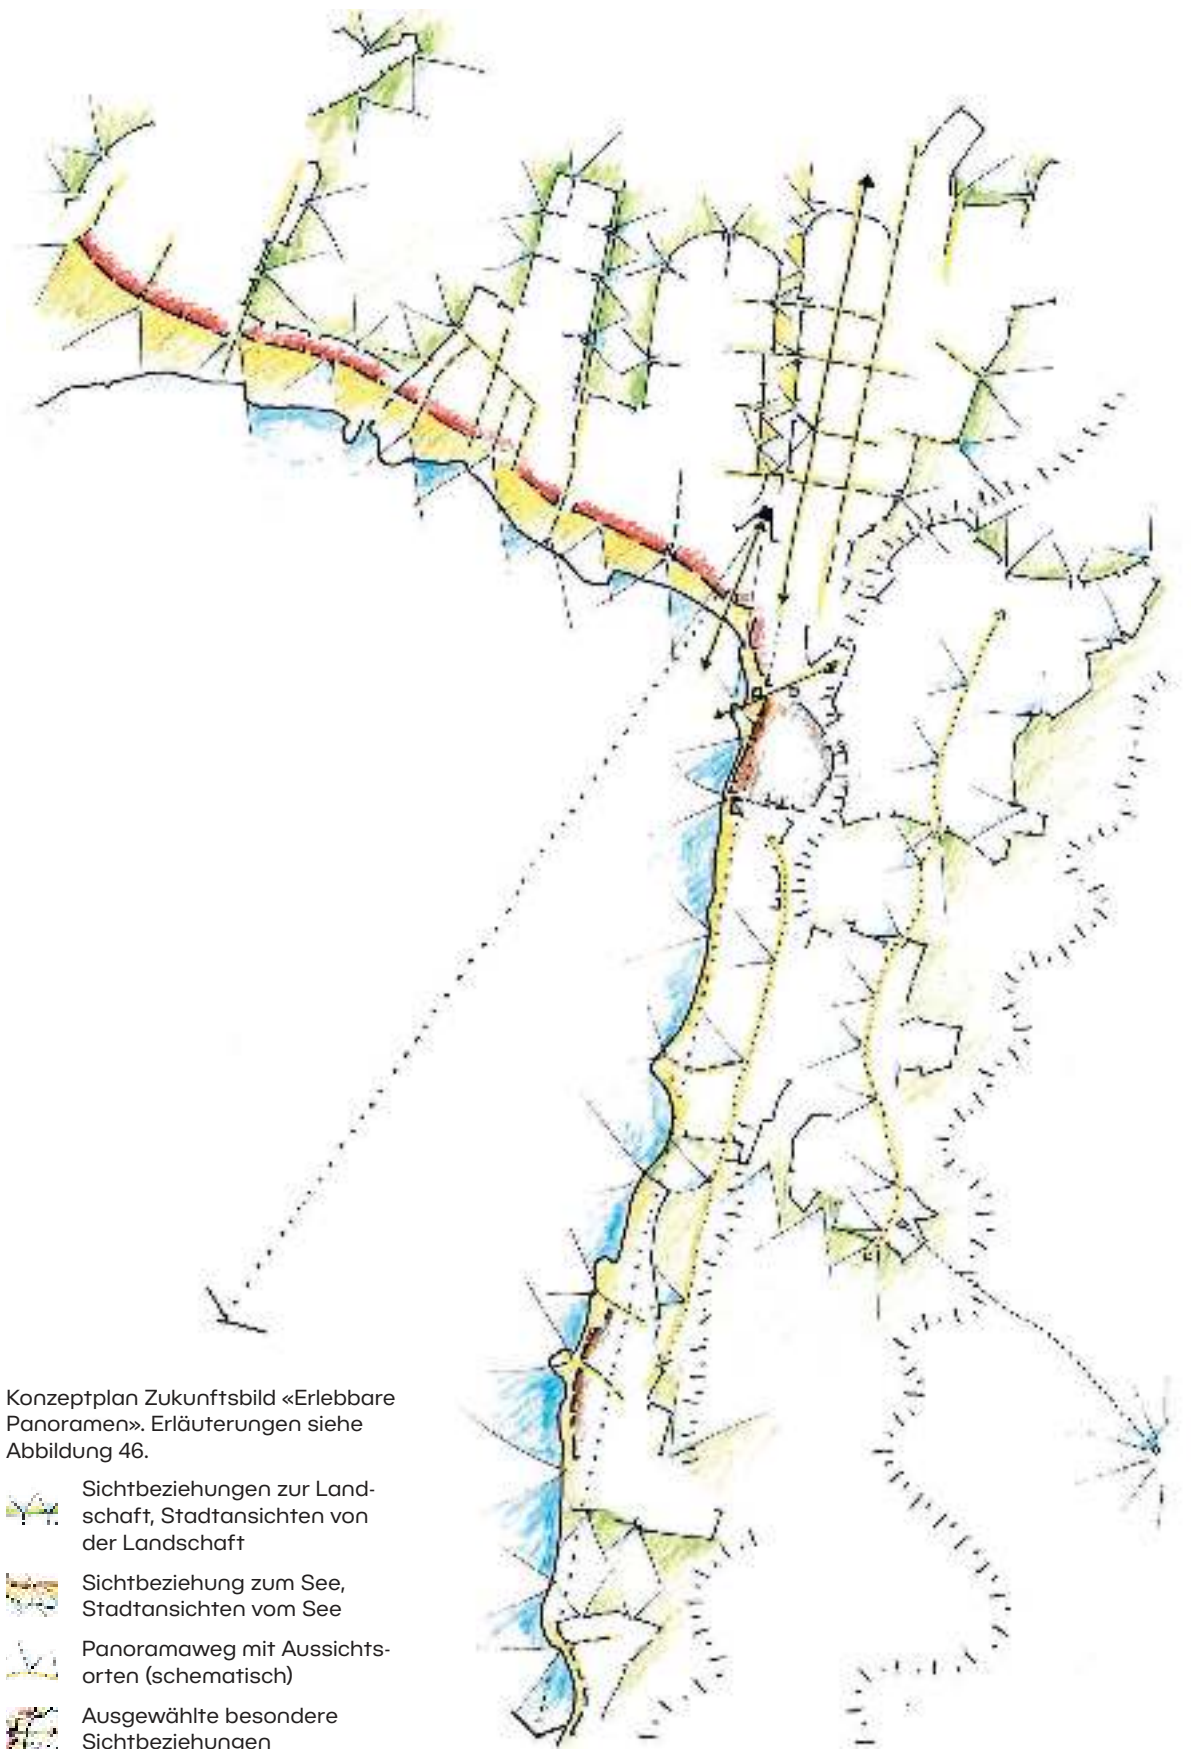 Konzeptplan Zukunftsbild «Erlebbare
Panoramen». Erläuterungen siehe
Abbildung 46.
Sichtbeziehungen zur Land-
schaft, Stadtansichten von
der Landschaft
Sichtbeziehung zum See,
Stadtansichten vom See
Panoramaweg mit Aussichts-
orten (schematisch)
Ausgewählte besondere
Sichtbeziehungen